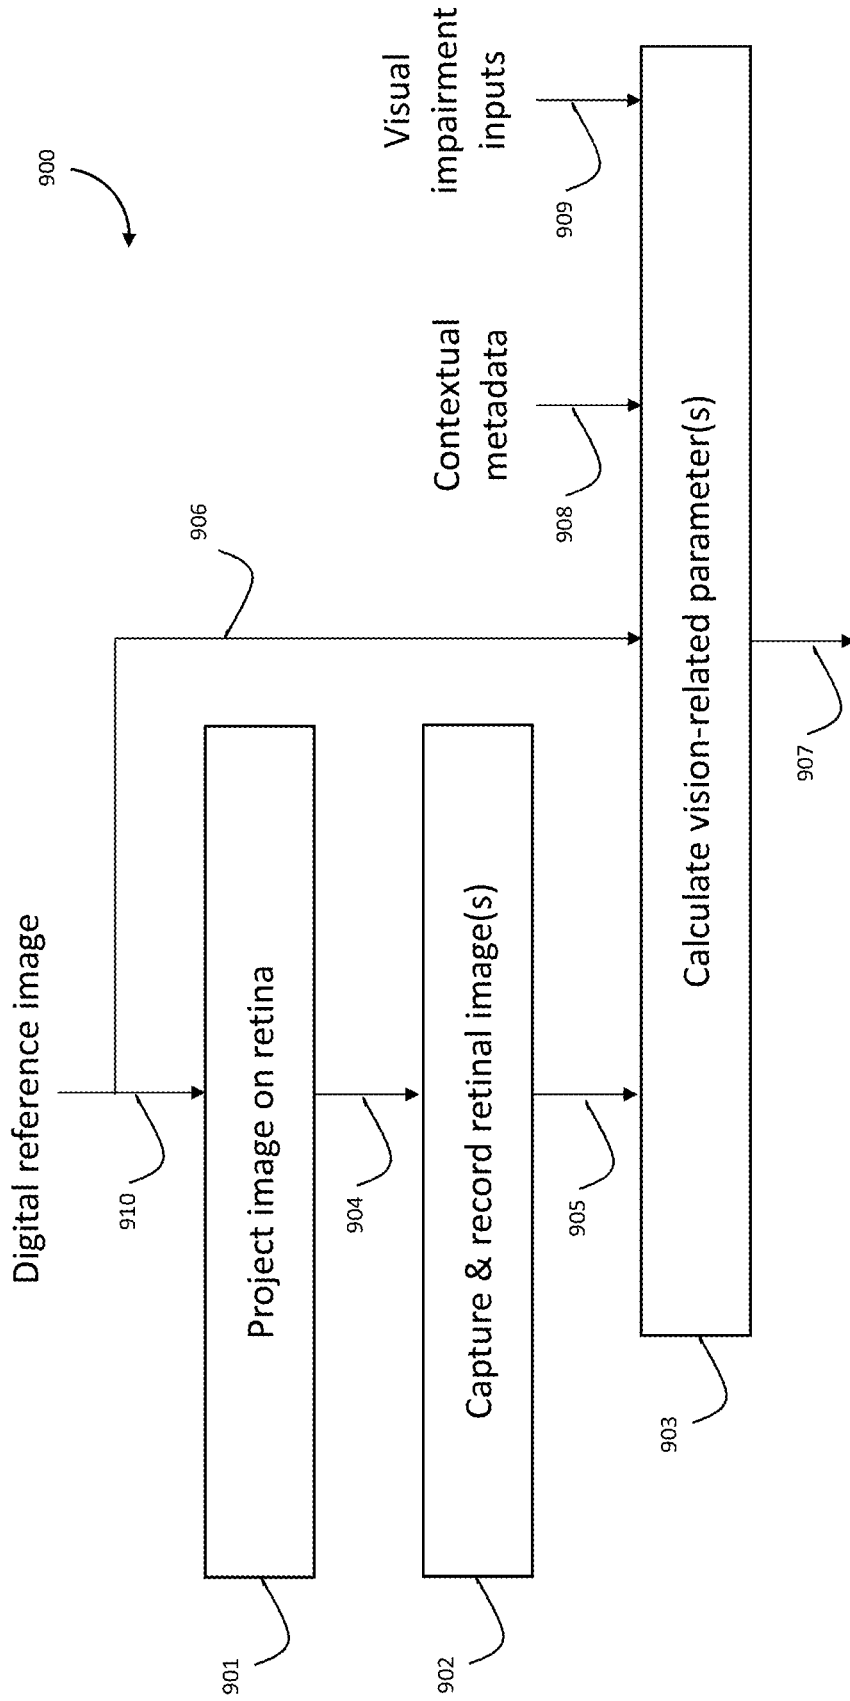 900
Digital reference image
910
906
Project image on retina
901
904
Capture & record retinal image(s)
902
905
Contextual
metadata
908
Visual
impairment
inputs
909
Calculate vision-related parameter(s)
903
907